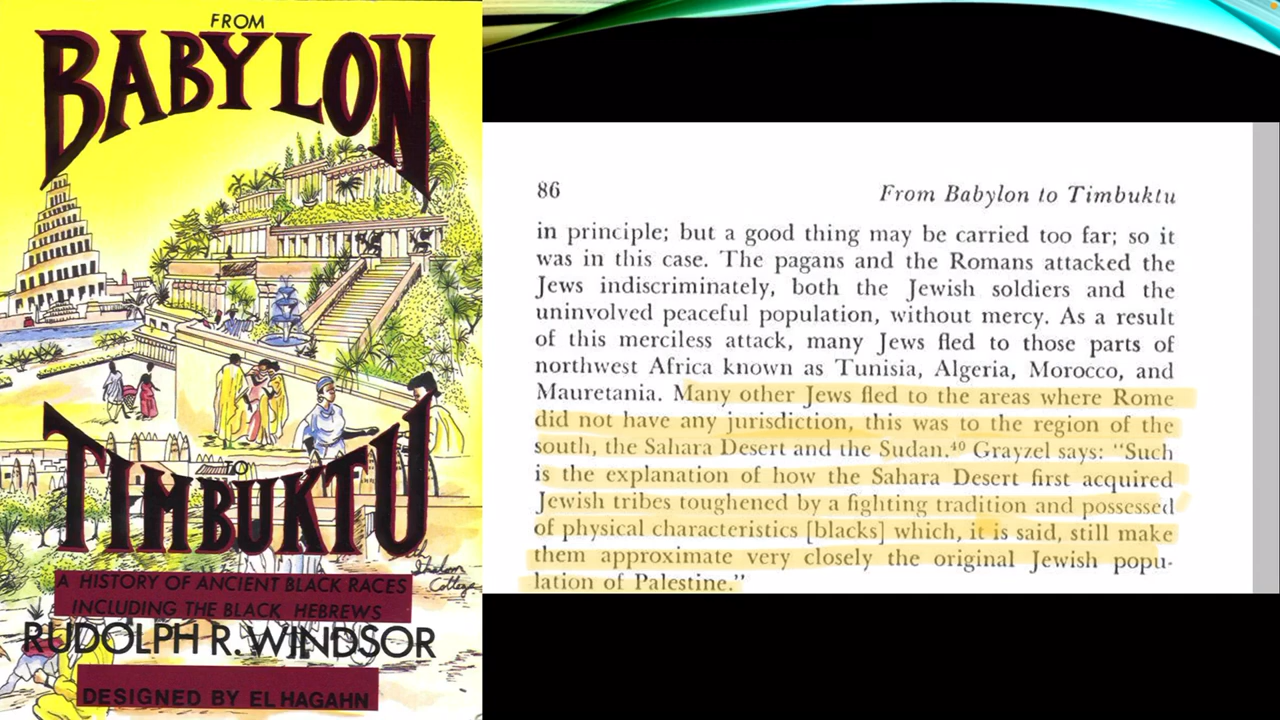 FROM
BABYLON
TO
TIMBUKTU
Shalom
A HISTORY OF ANCIENT BLACK RACES
INCLUDING THE BLACK HEBREWS
RUDOLPH R. WINDSOR
DESIGNED BY EL HAGAHN
86 From Babylon to Timbuktu
in principle; but a good thing may be carried too far; so it
was in this case. The pagans and the Romans attacked the
Jews indiscriminately, both the Jewish soldiers and the
uninvolved peaceful population, without mercy. As a result
of this merciless attack, many Jews fled to those parts of
northwest Africa known as Tunisia, Algeria, Morocco, and
Mauretania. Many other Jews fled to the areas where Rome
did not have any jurisdiction, this was to the region of the
south, the Sahara Desert and the Sudan.⁴⁰ Grayzel says: “Such
is the explanation of how the Sahara Desert first acquired
Jewish tribes toughened by a fighting tradition and possessed
of physical characteristics [blacks] which, it is said, still make
them approximate very closely the original Jewish popu-
lation of Palestine.”